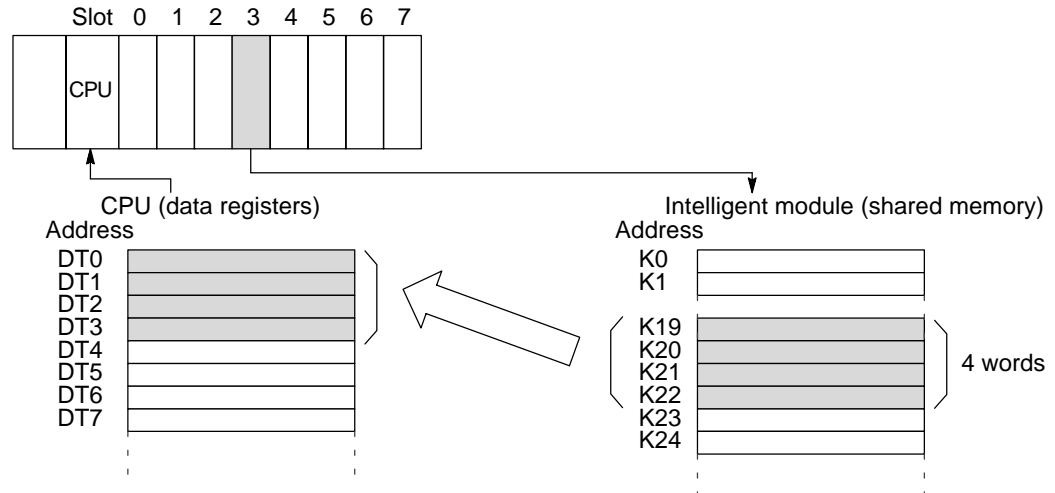 Slot 0 1 2 3 4 5 6 7
CPU
CPU (data registers)
Address
DT0
DT1
DT2
DT3
DT4
DT5
DT6
DT7
Intelligent module (shared memory)
Address
K0
K1
K19
K20
K21
K22
K23
K24
4 words